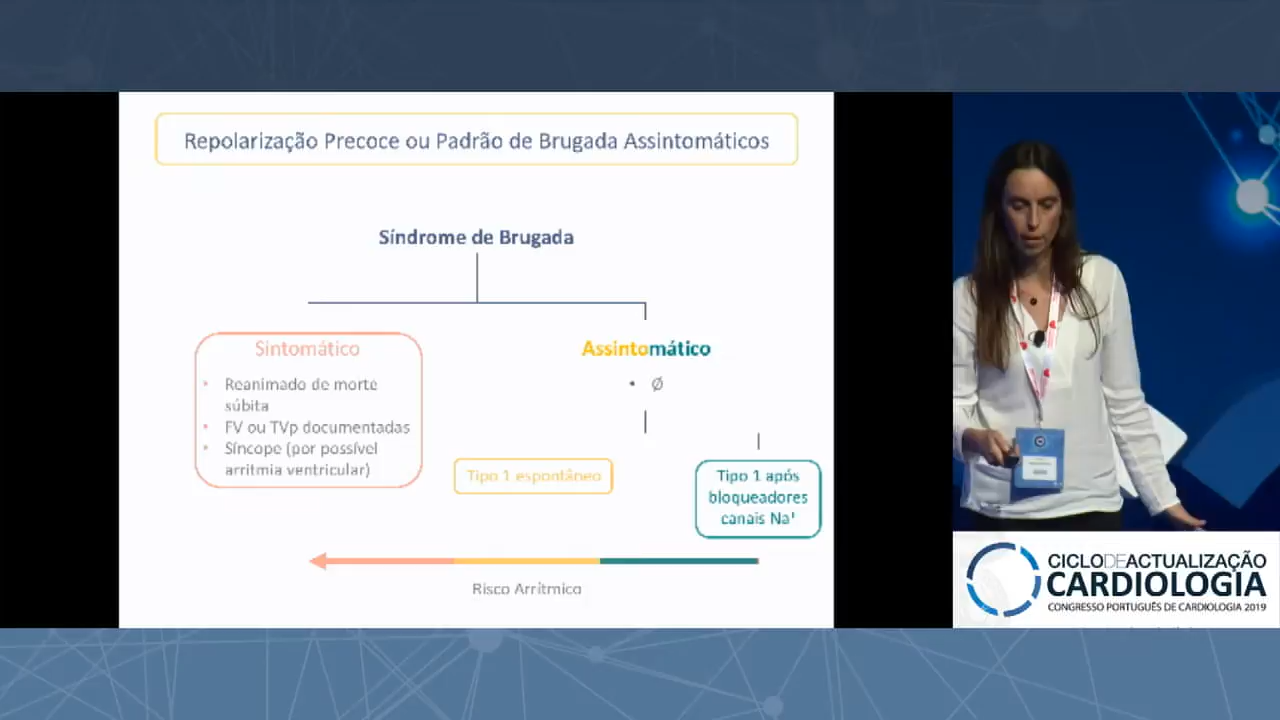 Repolarização Precoce ou Padrão de Brugada Assintomáticos
Síndrome de Brugada
Sintomático
• Reanimado de morte
súbita
• FV ou TVp documentadas
• Síncope (por possível
arritmia ventricular)
Assintomático
• Ø
Tipo 1 espontâneo
Tipo 1 após
bloqueadores
canais Na⁺
Risco Arrítmico
CICLODEACTUALIZAÇÃO
CARDIOLOGIA
CONGRESSO PORTUGUÊS DE CARDIOLOGIA 2019